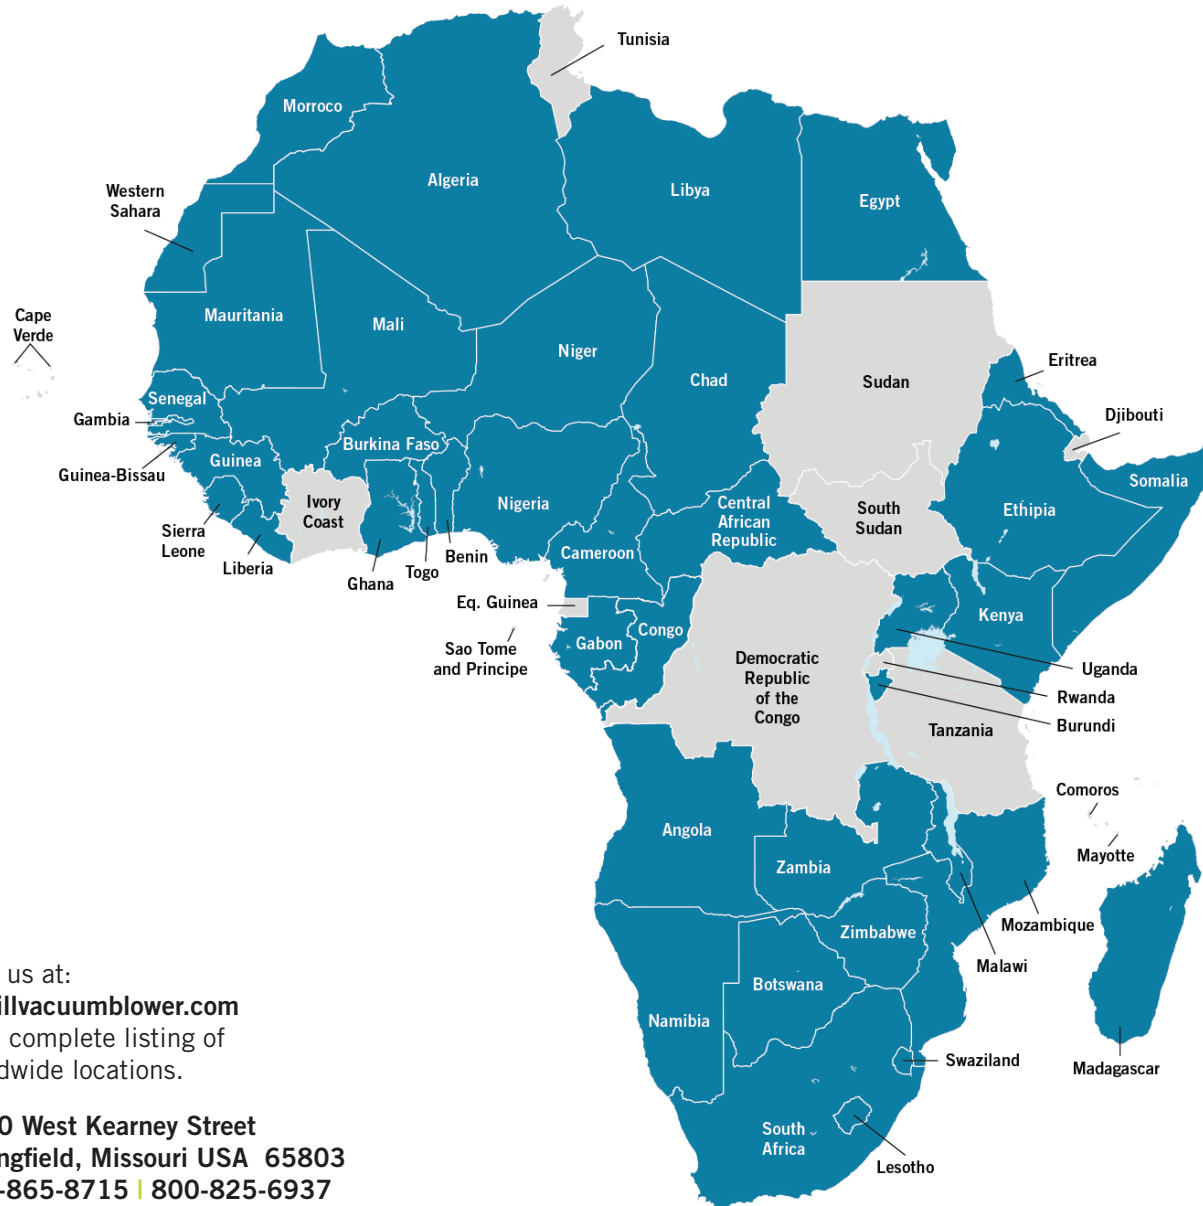 Tunisia
Morroco
Algeria
Libya
Egypt
Western
Sahara
Cape
Verde
Mauritania
Mali
Niger
Chad
Sudan
Eritrea
Djibouti
Senegal
Gambia
Burkina Faso
Guinea
Guinea-Bissau
Nigeria
Somalia
Ivory
Coast
Central
African
Republic
South
Sudan
Ethipia
Sierra
Leone
Liberia
Ghana
Togo
Benin
Cameroon
Eq. Guinea
Kenya
Sao Tome
and Principe
Gabon
Congo
Democratic
Republic
of the
Congo
Uganda
Rwanda
Burundi
Tanzania
Comoros
Mayotte
Angola
Zambia
Mozambique
Malawi
Zimbabwe
Botswana
Namibia
Swaziland
Madagascar
South
Africa
Lesotho
us at:
illvacuumblower.com
complete listing of
dwide locations.
0 West Kearney Street
ngfield, Missouri USA 65803
-865-8715 | 800-825-6937